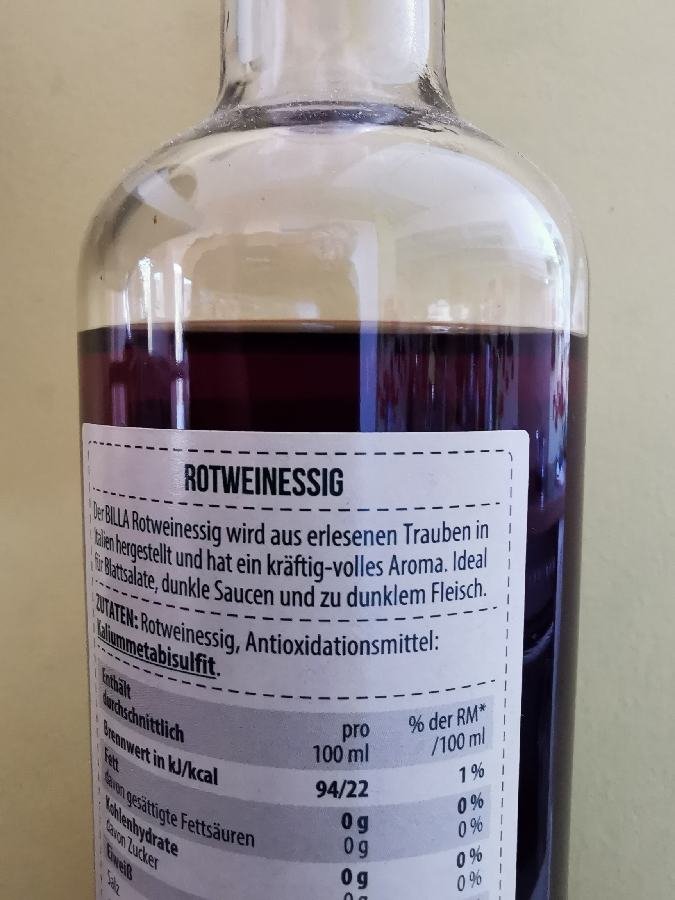 ROTWEINESSIG
Der BILLA Rotweinessig wird aus erlesenen Trauben in
Italien hergestellt und hat ein kräftig-volles Aroma. Ideal
für Blattsalate, dunkle Saucen und zu dunklem Fleisch.
ZUTATEN: Rotweinessig, Antioxidationsmittel:
Kaliummetabisulfit.
Enthält
durchschnittlich pro 100 ml % der RM* /100 ml
Brennwert in kJ/kcal 94/22 1 %
Fett 0 g 0 %
davon gesättigte Fettsäuren 0 g 0 %
Kohlenhydrate 0 g 0 %
davon Zucker 0 g 0 %
Eiweiß
Salz